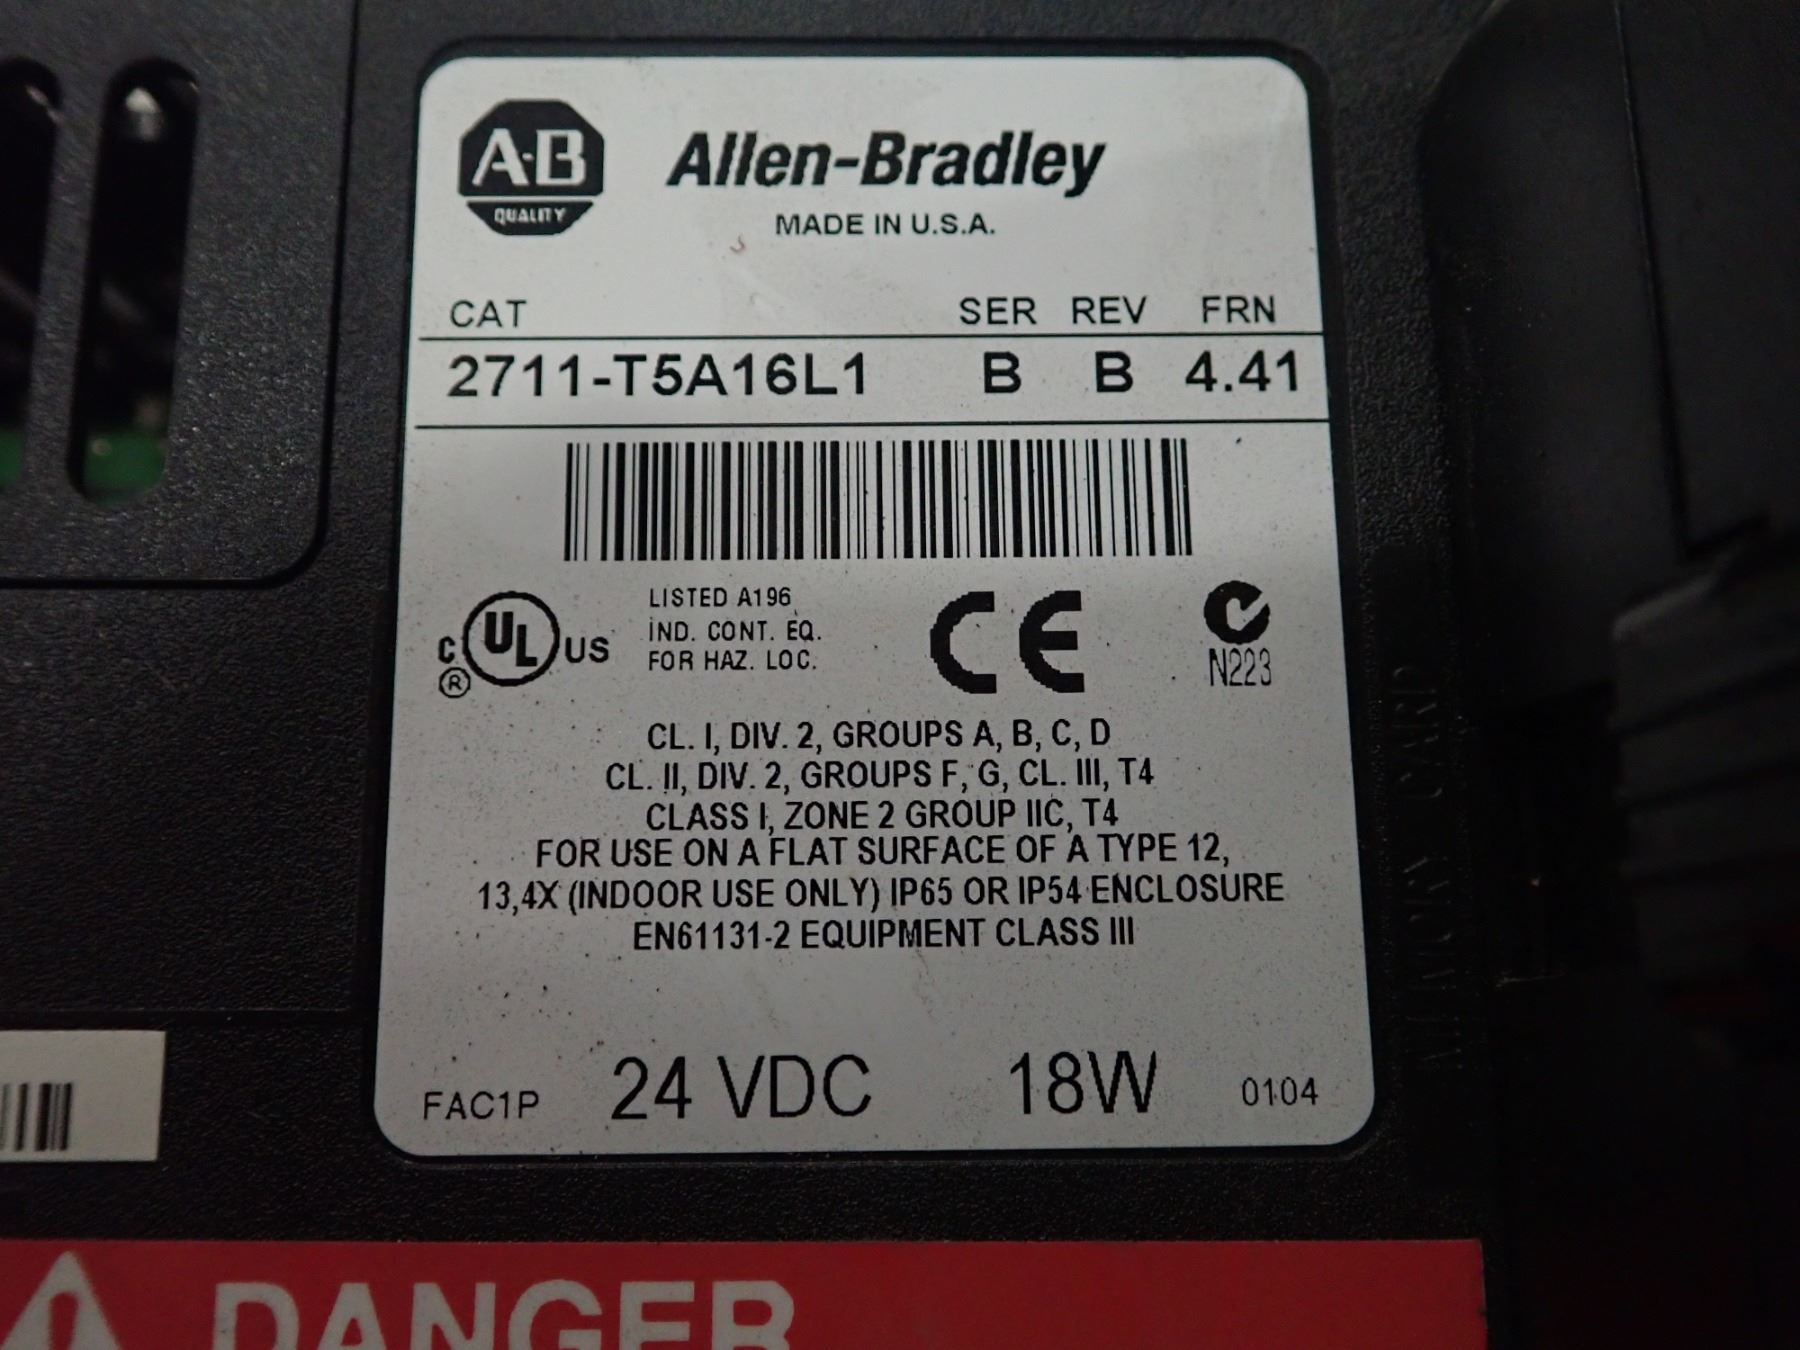 A-B
QUALITY
Allen-Bradley
MADE IN U.S.A.
CAT SER REV FRN
2711-T5A16L1 B B 4.41
C UL US
®
LISTED A196
IND. CONT. EQ.
FOR HAZ. LOC.
CE
N223
CL. I, DIV. 2, GROUPS A, B, C, D
CL. II, DIV. 2, GROUPS F, G, CL. III, T4
CLASS I, ZONE 2 GROUP IIC, T4
FOR USE ON A FLAT SURFACE OF A TYPE 12,
13,4X (INDOOR USE ONLY) IP65 OR IP54 ENCLOSURE
EN61131-2 EQUIPMENT CLASS III
FAC1P 24 VDC 18W 0104
MEMORY CARD
DANGER